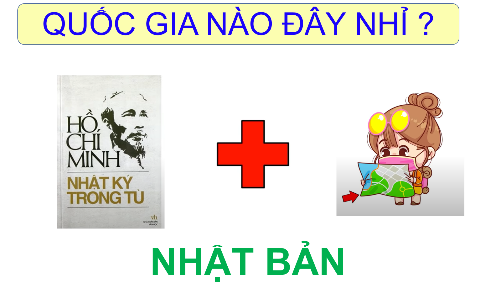 QUỐC GIA NÀO ĐÂY NHỈ ?
HỒ
CHÍ
MINH
NHẬT KÝ
TRONG TÙ
NHẬT BẢN